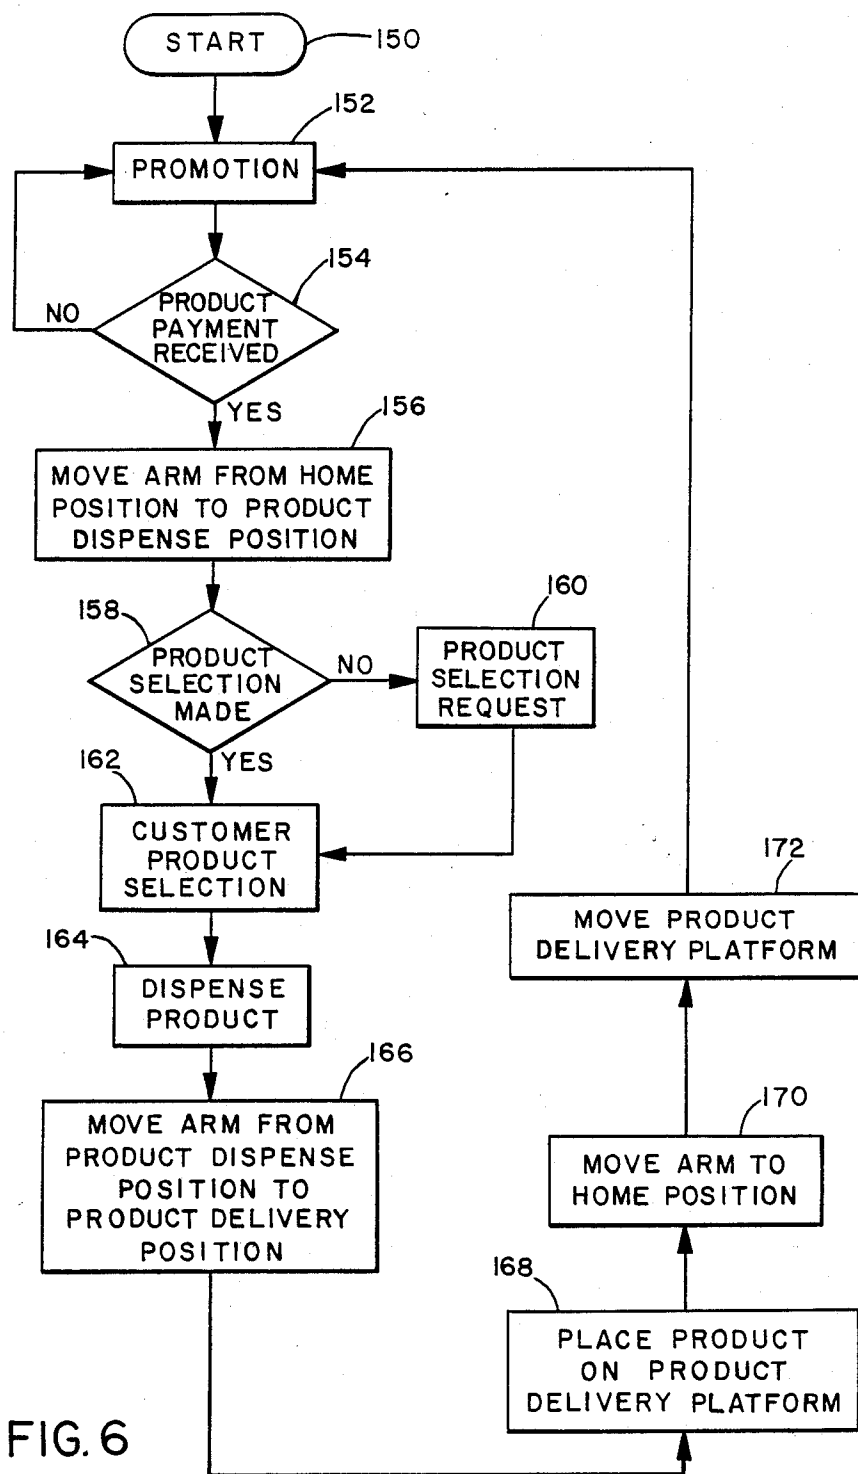 START
150
152
PROMOTION
154
PRODUCT
PAYMENT
RECEIVED
NO
YES
156
MOVE ARM FROM HOME
POSITION TO PRODUCT
DISPENSE POSITION
158
PRODUCT
SELECTION
MADE
NO
YES
160
PRODUCT
SELECTION
REQUEST
162
CUSTOMER
PRODUCT
SELECTION
164
DISPENSE
PRODUCT
166
MOVE ARM FROM
PRODUCT DISPENSE
POSITION TO
PRODUCT DELIVERY
POSITION
168
PLACE PRODUCT
ON PRODUCT
DELIVERY PLATFORM
170
MOVE ARM TO
HOME POSITION
172
MOVE PRODUCT
DELIVERY PLATFORM
FIG. 6